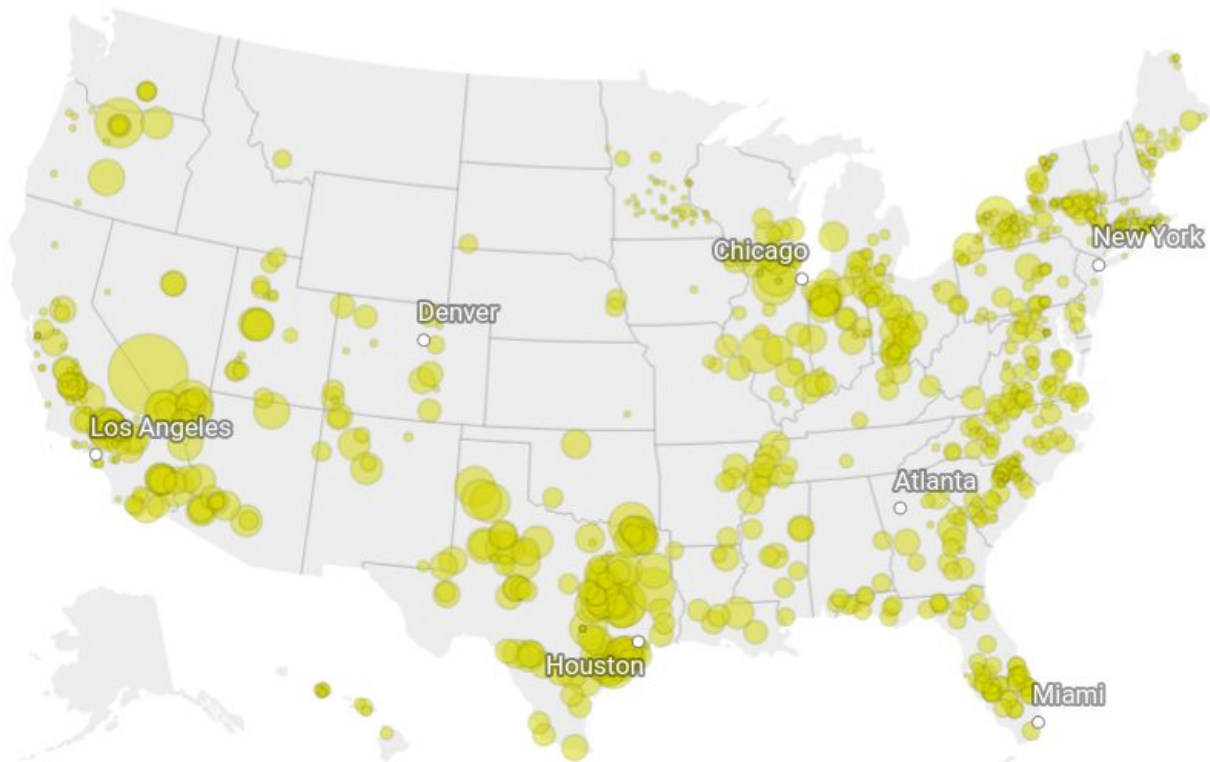 Chicago
New York
Denver
Los Angeles
Atlanta
Houston
Miami